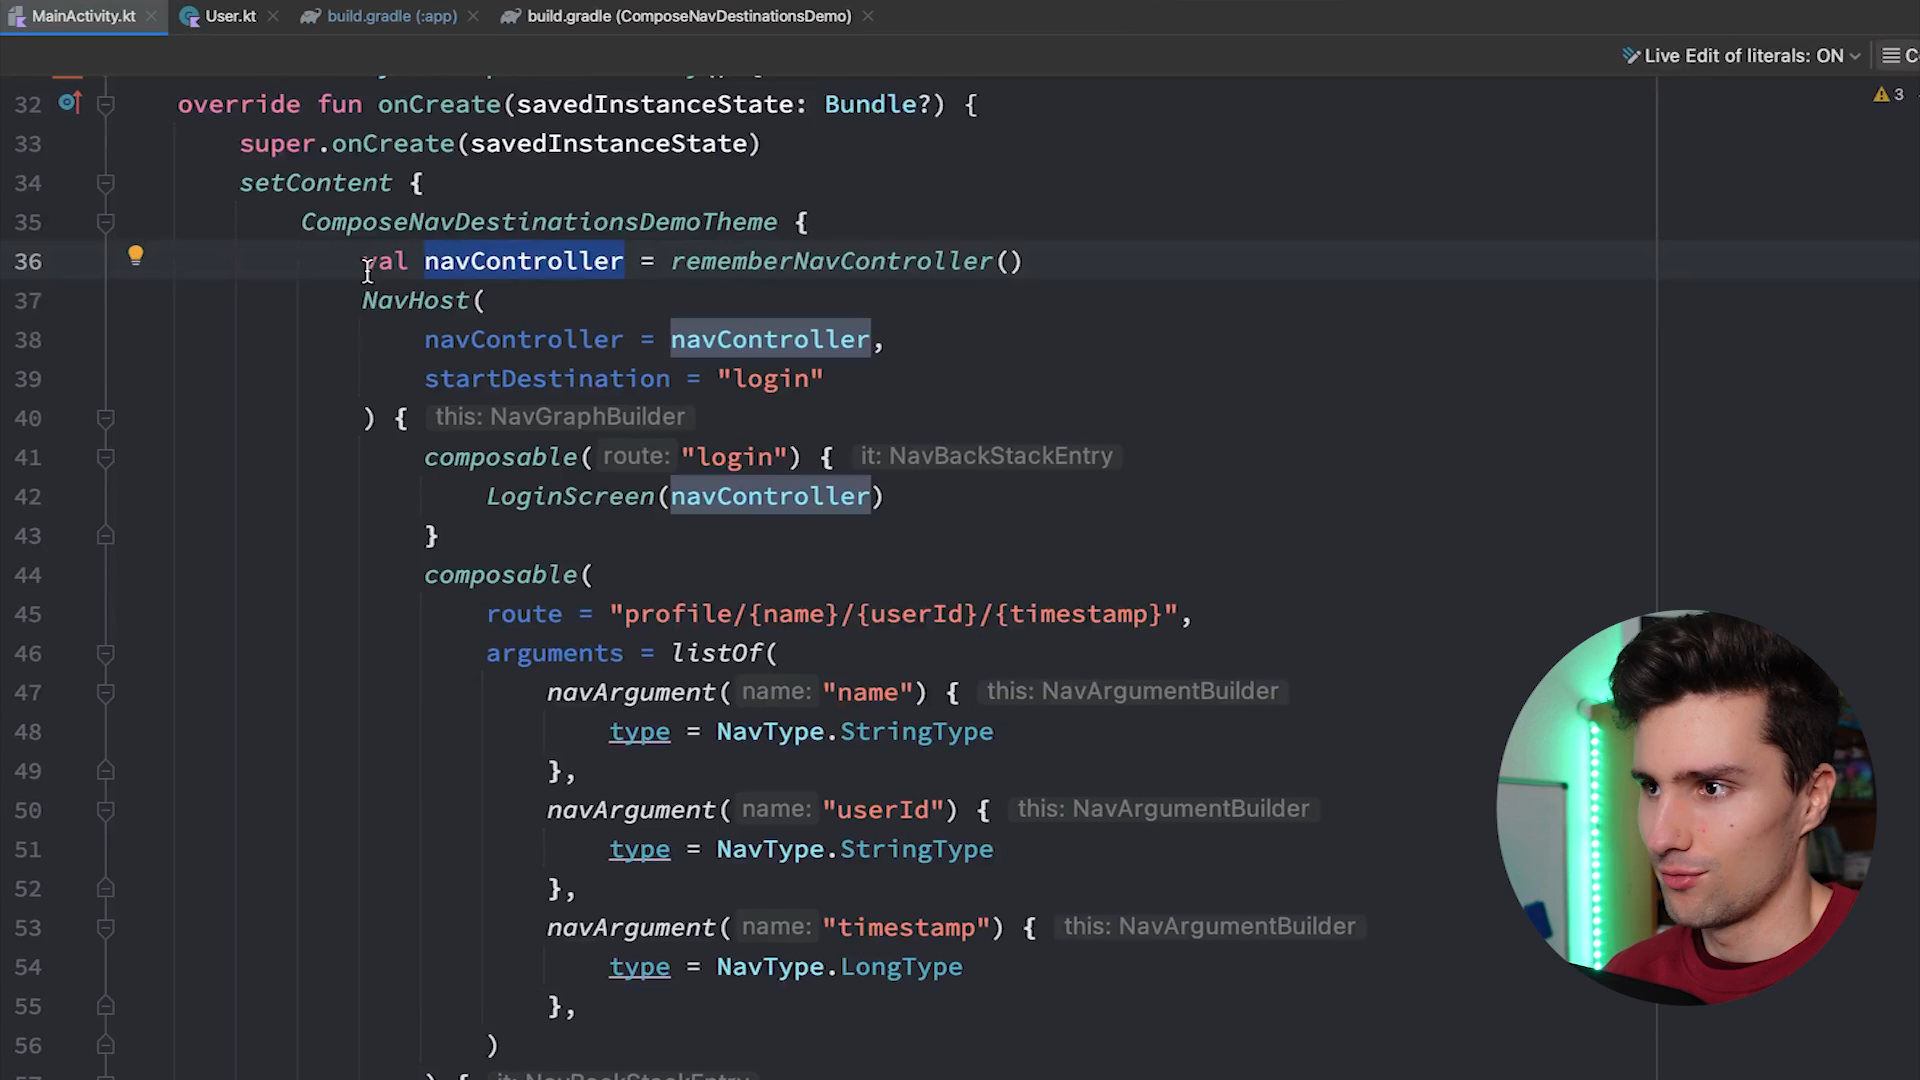 MainActivity.kt User.kt build.gradle (:app) build.gradle (ComposeNavDestinationsDemo)
Live Edit of literals: ON
3
32 override fun onCreate(savedInstanceState: Bundle?) {
33 super.onCreate(savedInstanceState)
34 setContent {
35 ComposeNavDestinationsDemoTheme {
36 val navController = rememberNavController()
37 NavHost(
38 navController = navController,
39 startDestination = "login"
40 ) { this: NavGraphBuilder
41 composable( route: "login") { it: NavBackStackEntry
42 LoginScreen(navController)
43 }
44 composable(
45 route = "profile/{name}/{userId}/{timestamp}",
46 arguments = listOf(
47 navArgument( name: "name") { this: NavArgumentBuilder
48 type = NavType.StringType
49 },
50 navArgument( name: "userId") { this: NavArgumentBuilder
51 type = NavType.StringType
52 },
53 navArgument( name: "timestamp") { this: NavArgumentBuilder
54 type = NavType.LongType
55 },
56 )
) { it: NavBackStackEntry